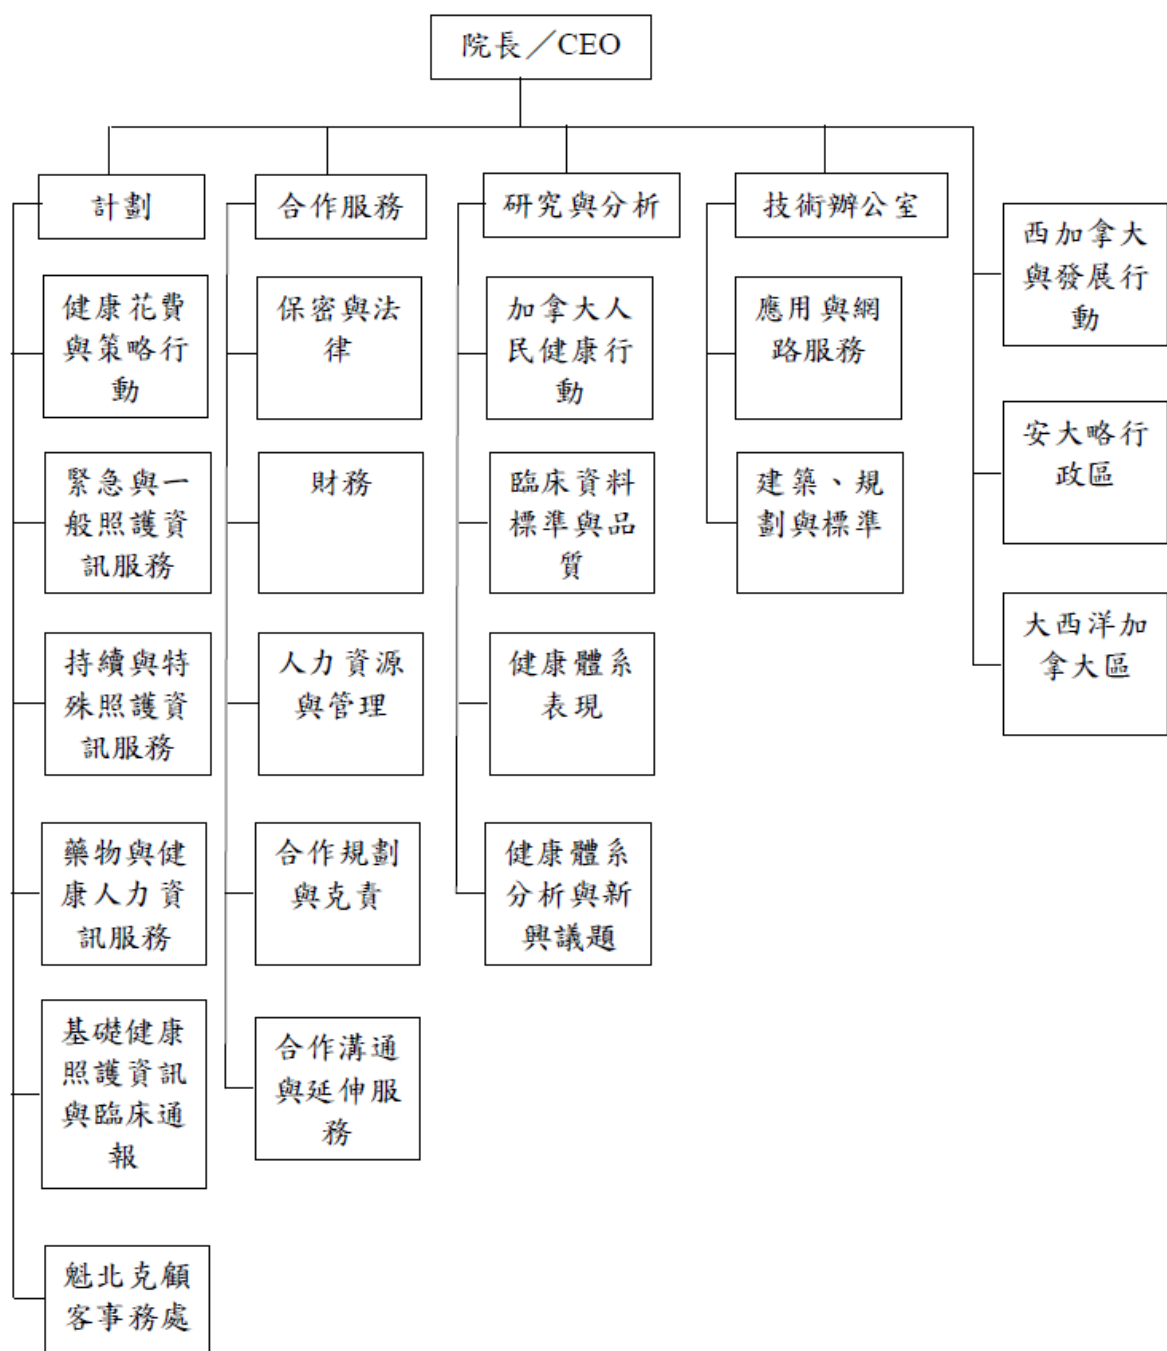 院長／CEO
計劃
健康花費
與策略行
動
緊急與一
般照護資
訊服務
持續與特
殊照護資
訊服務
藥物與健
康人力資
訊服務
基礎健康
照護資訊
與臨床通
報
魁北克顧
客事務處
合作服務
保密與法
律
財務
人力資源
與管理
合作規劃
與克責
合作溝通
與延伸服
務
研究與分析
加拿大人
民健康行
動
臨床資料
標準與品
質
健康體系
表現
健康體系
分析與新
興議題
技術辦公室
應用與網
路服務
建築、規
劃與標準
西加拿大
與發展行
動
安大略行
政區
大西洋加
拿大區